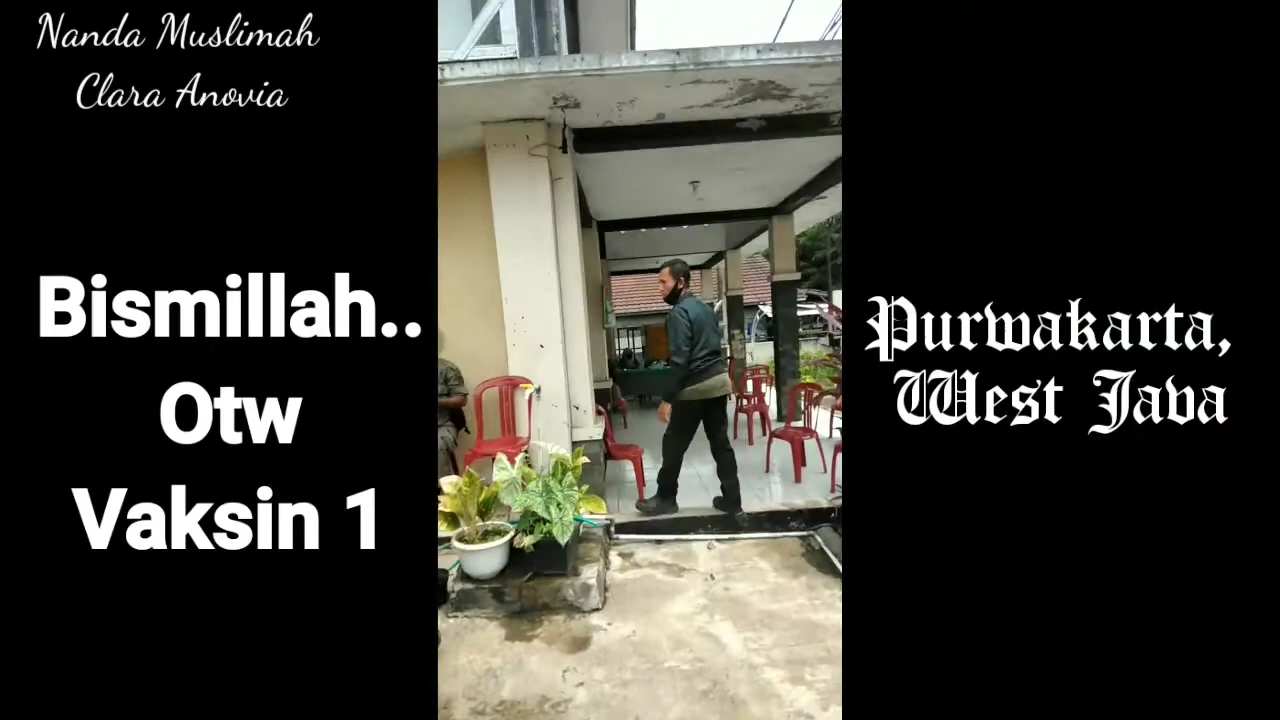 Nanda Muslimah
Clara Anovia
Bismillah..
Otw
Vaksin 1
Purwakarta,
West Java